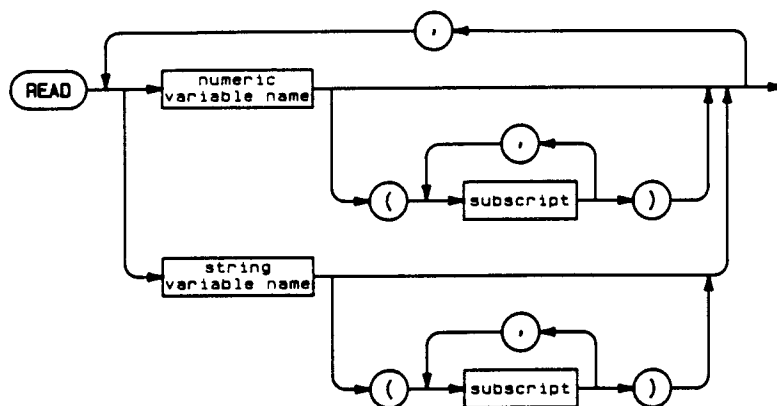 ,
READ
numeric
variable name
,
(
subscript
)
string
variable name
,
(
subscript
)